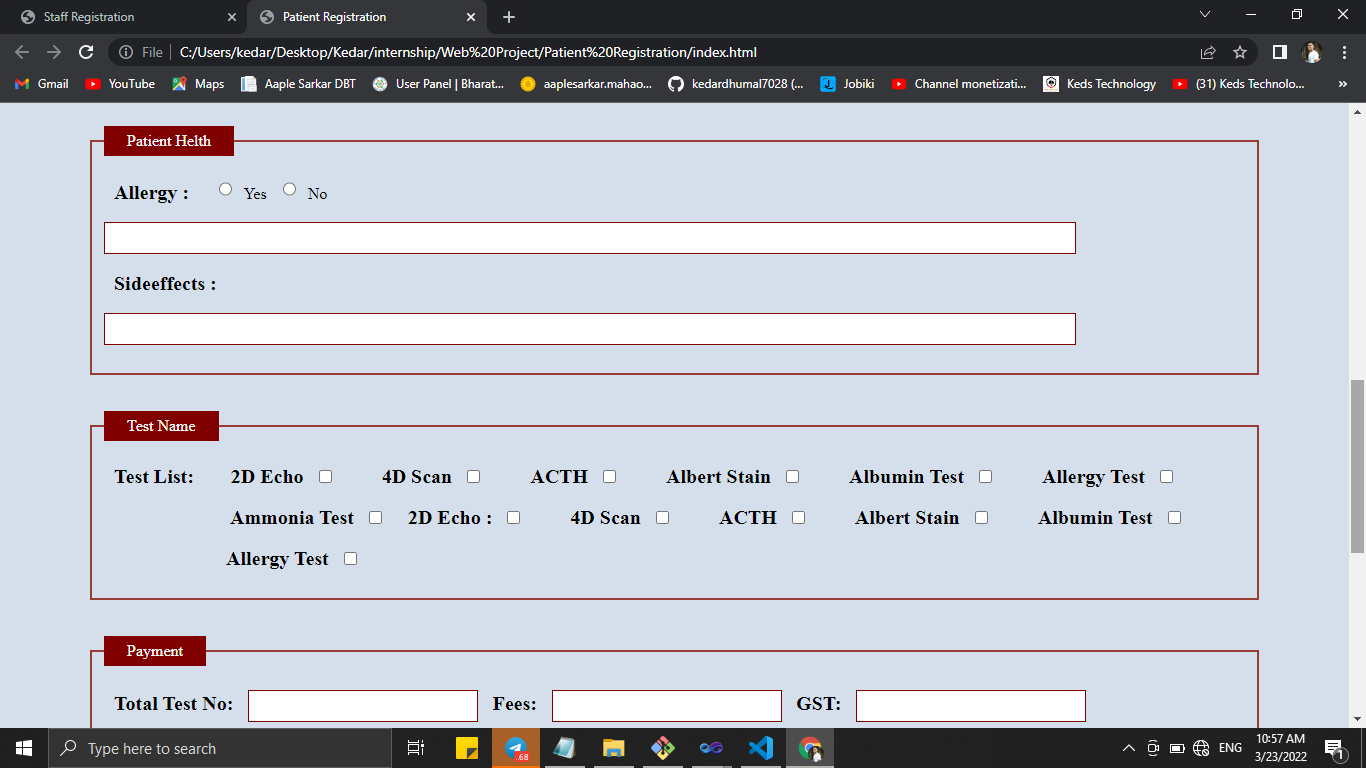 Staff Registration
Patient Registration
File C:/Users/kedar/Desktop/Kedar/internship/Web%20Project/Patient%20Registration/index.html
Gmail YouTube Maps Aaple Sarkar DBT User Panel | Bharat... aaplesarkar.mahao... kedardhumal7028 (... Jobiki Channel monetizati... Keds Technology (31) Keds Technolo... »
Patient Helth
Allergy : Yes No
Sideeffects :
Test Name
Test List: 2D Echo 4D Scan ACTH Albert Stain Albumin Test Allergy Test
Ammonia Test 2D Echo : 4D Scan ACTH Albert Stain Albumin Test
Allergy Test
Payment
Total Test No: Fees: GST:
Type here to search
.68
ENG
10:57 AM
3/23/2022
1